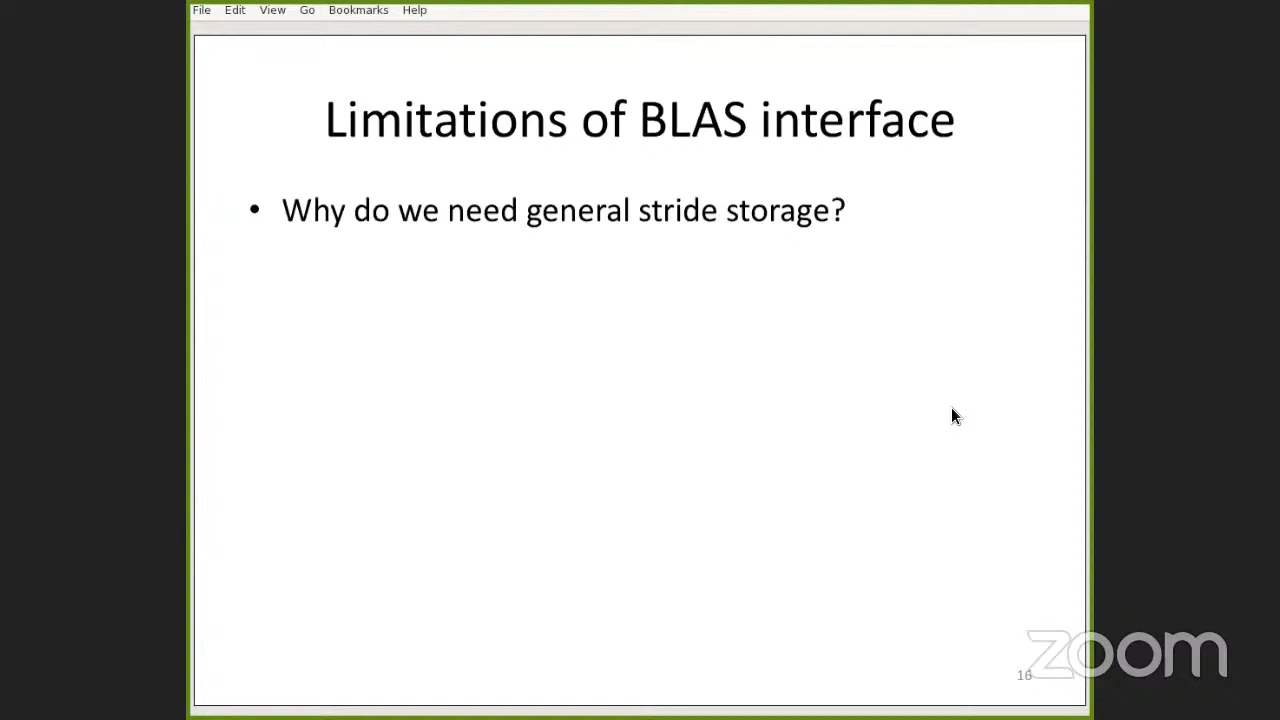 File Edit View Go Bookmarks Help
Limitations of BLAS interface
• Why do we need general stride storage?
16
zoom